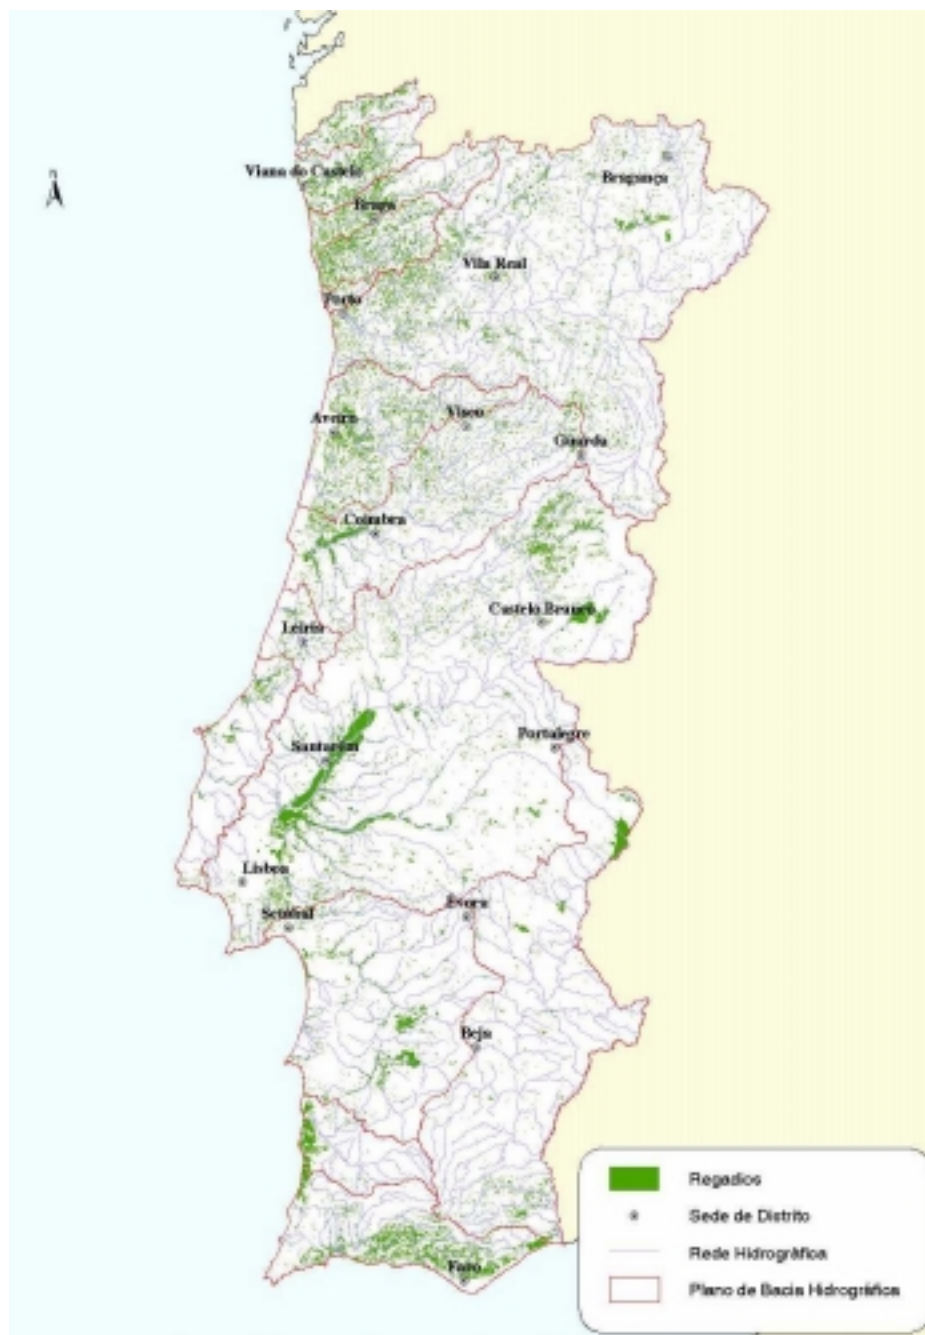 Viana do Castelo
Bragança
Braga
Vila Real
Porto
Aveiro
Viseu
Guarda
Coimbra
Castelo Branco
Leiria
Portalegre
Santarém
Lisboa
Évora
Setúbal
Beja
Faro
Regadios
Sede de Distrito
Rede Hidrográfica
Plano de Bacia Hidrográfica